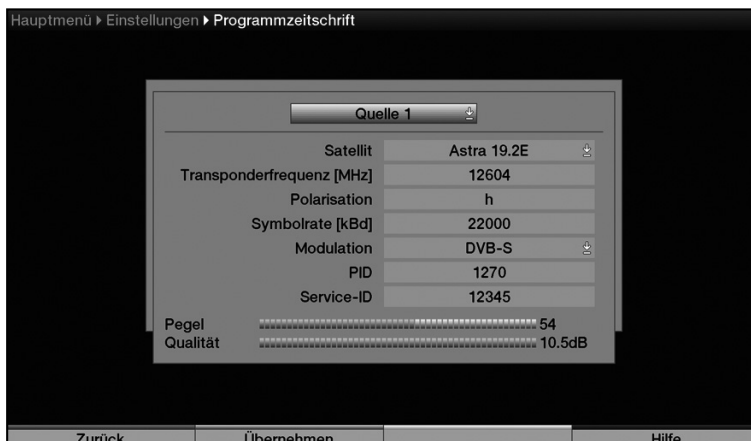 Hauptmenü Einstellungen Programmzeitschrift
Quelle 1
Satellit Astra 19.2E
Transponderfrequenz [MHz] 12604
Polarisation h
Symbolrate [kBd] 22000
Modulation DVB-S
PID 1270
Service-ID 12345
Pegel 54
Qualität 10.5dB
Zurück Übernehmen Hilfe